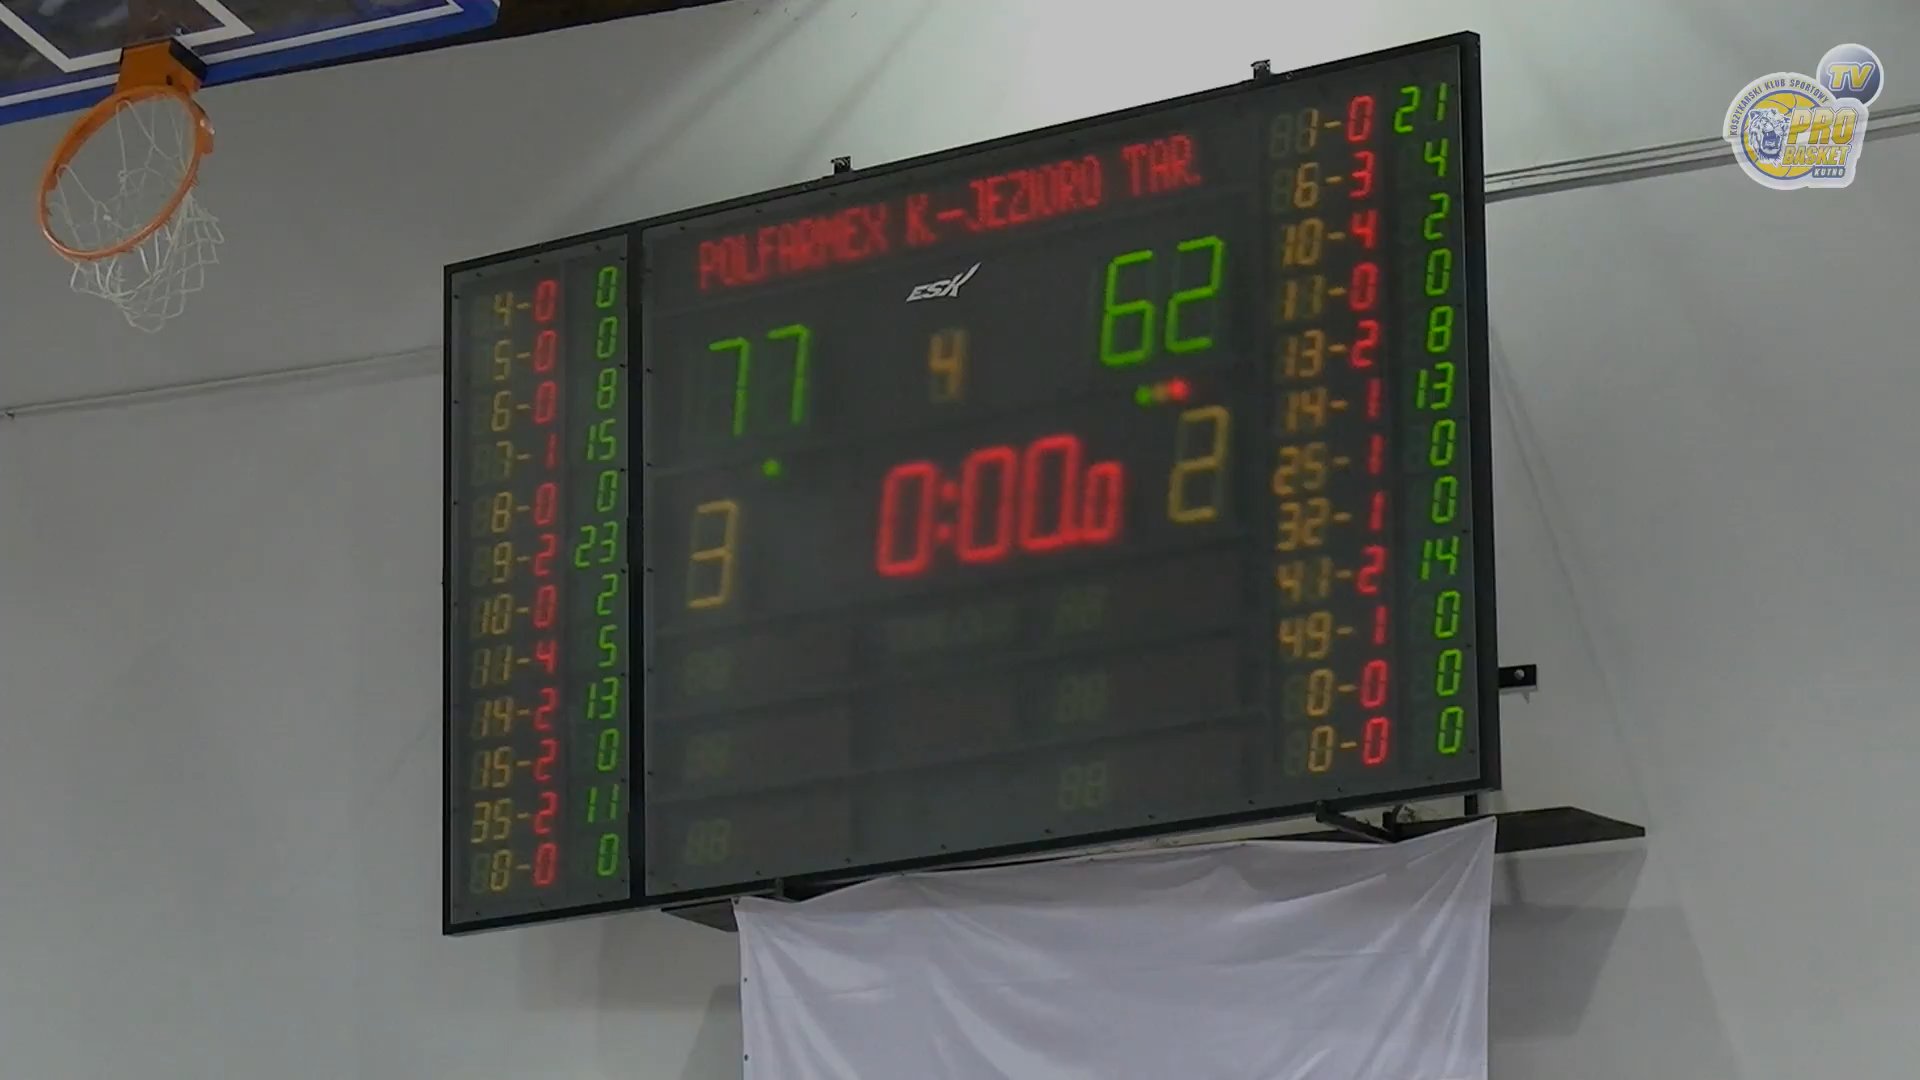 KOSZYKARSKI KLUB SPORTOWY
TV
PRO
BASKET
KUTNO
POLFARMEX K.-JEZIORO TAR.
ESK
77 4 62
3 0:00.0 2
4-0 0
5-0 0
6-0 8
7-1 15
8-0 0
9-2 23
10-0 2
11-4 5
14-2 13
15-2 0
35-2 11
0-0 0
1-0 21
6-3 4
10-4 2
11-0 0
13-2 8
14-1 13
25-1 0
32-1 0
41-2 14
49-1 0
0-0 0
0-0 0